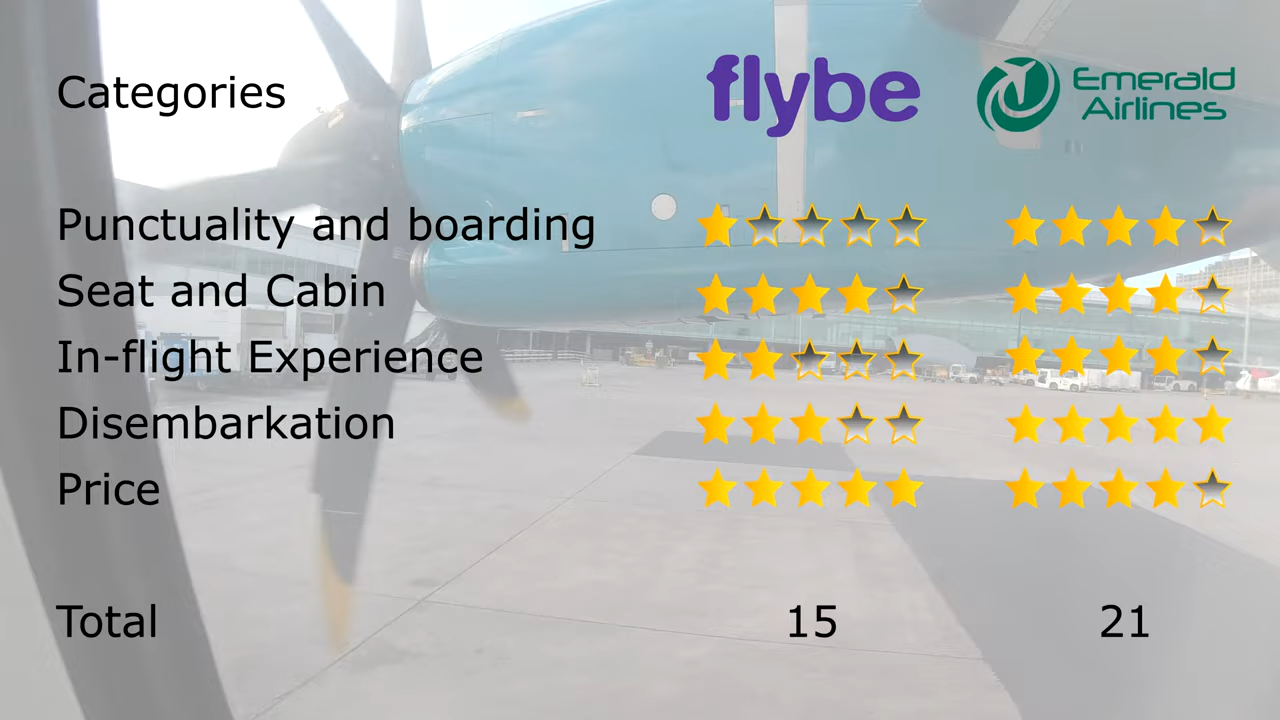 Categories flybe Emerald Airlines
Punctuality and boarding
Seat and Cabin
In-flight Experience
Disembarkation
Price
Total 15 21